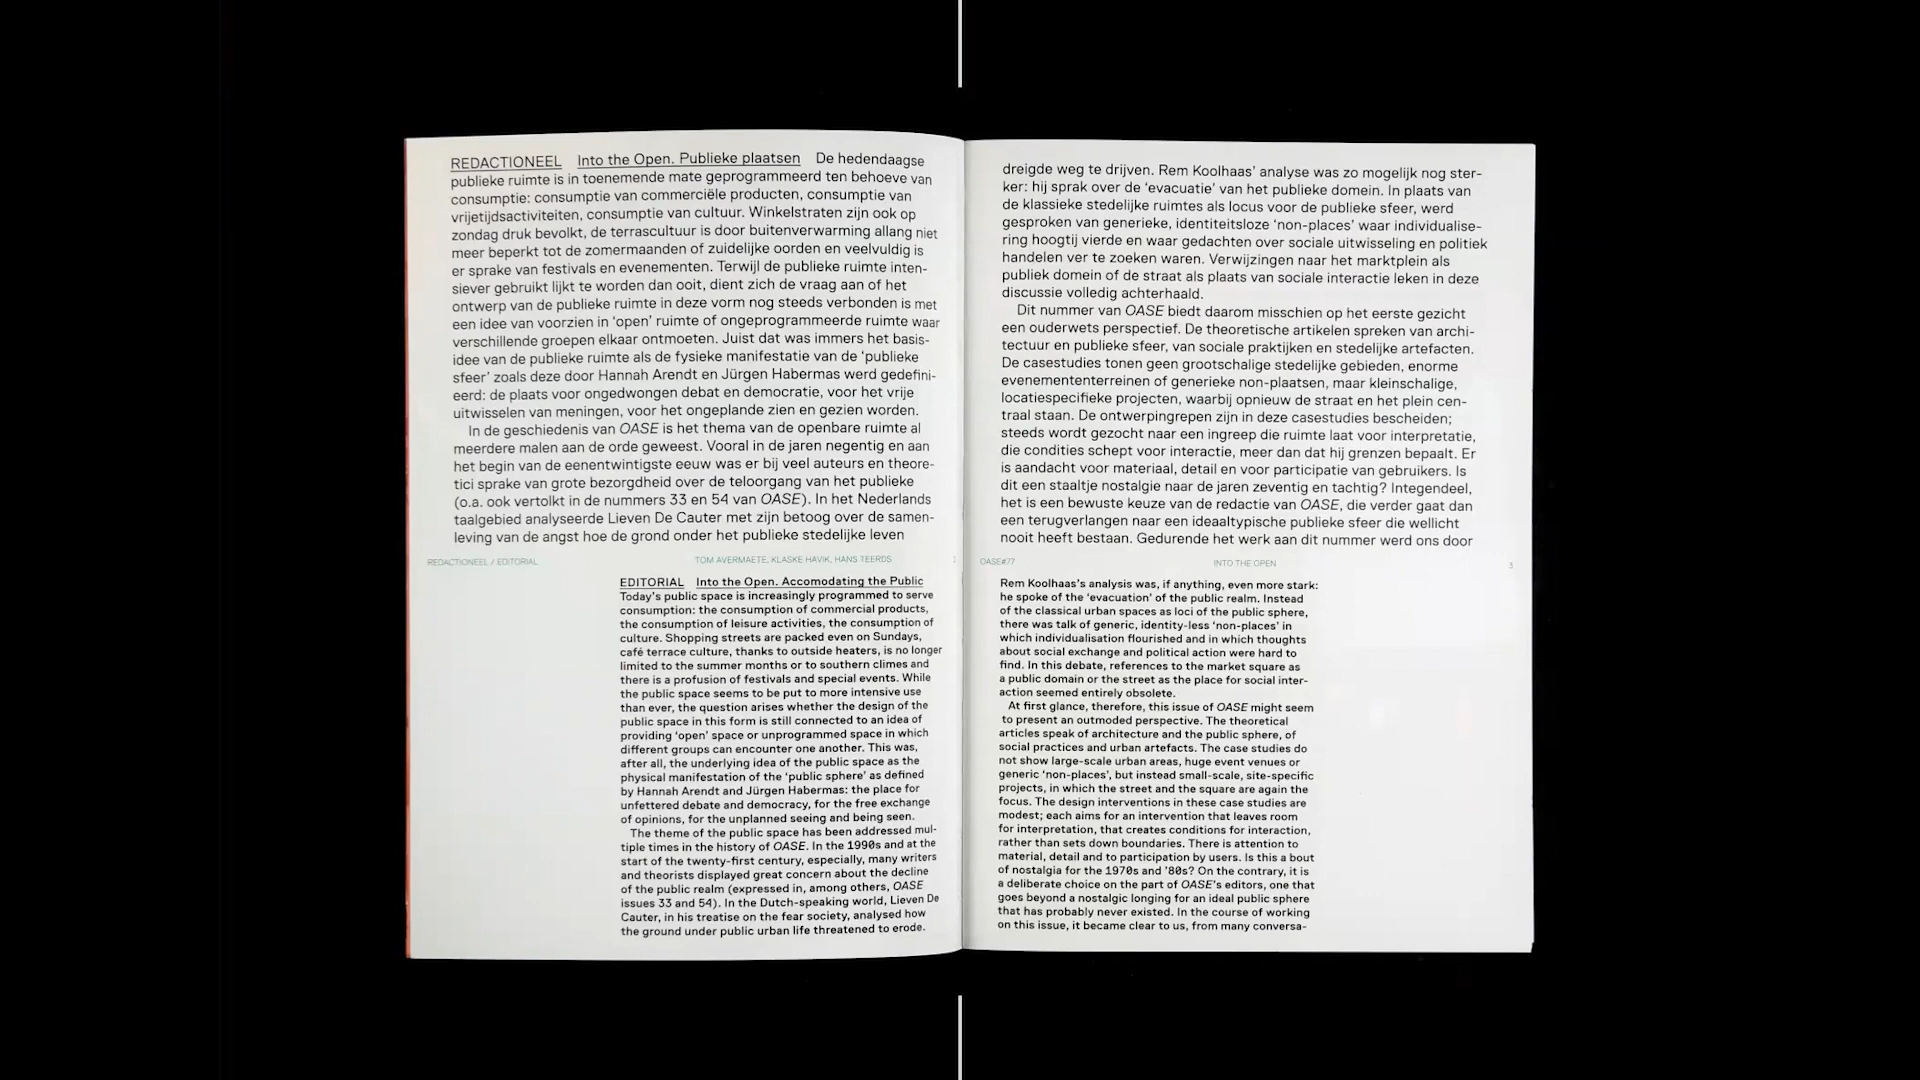 REDACTIONEEL Into the Open. Publieke plaatsen De hedendaagse
publieke ruimte is in toenemende mate geprogrammeerd ten behoeve van
consumptie: consumptie van commerciële producten, consumptie van
vrijetijdsactiviteiten, consumptie van cultuur. Winkelstraten zijn ook op
zondag druk bevolkt, de terrascultuur is door buitenverwarming allang niet
meer beperkt tot de zomermaanden of zuidelijke oorden en veelvuldig is
er sprake van festivals en evenementen. Terwijl de publieke ruimte inten-
siever gebruikt lijkt te worden dan ooit, dient zich de vraag aan of het
ontwerp van de publieke ruimte in deze vorm nog steeds verbonden is met
een idee van voorzien in ‘open’ ruimte of ongeprogrammeerde ruimte waar
verschillende groepen elkaar ontmoeten. Juist dat was immers het basis-
idee van de publieke ruimte als de fysieke manifestatie van de ‘publieke
sfeer’ zoals deze door Hannah Arendt en Jürgen Habermas werd gedefini-
eerd: de plaats voor ongedwongen debat en democratie, voor het vrije
uitwisselen van meningen, voor het ongeplande zien en gezien worden.
In de geschiedenis van OASE is het thema van de openbare ruimte al
meerdere malen aan de orde geweest. Vooral in de jaren negentig en aan
het begin van de eenentwintigste eeuw was er bij veel auteurs en theore-
tici sprake van grote bezorgdheid over de teloorgang van het publieke
(o.a. ook vertolkt in de nummers 33 en 54 van OASE). In het Nederlands
taalgebied analyseerde Lieven De Cauter met zijn betoog over de samen-
leving van de angst hoe de grond onder het publieke stedelijke leven
REDACTIONEEL / EDITORIAL TOM AVERMAETE, KLASKE HAVIK, HANS TEERDS
EDITORIAL Into the Open. Accomodating the Public
Today’s public space is increasingly programmed to serve
consumption: the consumption of commercial products,
the consumption of leisure activities, the consumption of
culture. Shopping streets are packed even on Sundays,
café terrace culture, thanks to outside heaters, is no longer
limited to the summer months or to southern climes and
there is a profusion of festivals and special events. While
the public space seems to be put to more intensive use
than ever, the question arises whether the design of the
public space in this form is still connected to an idea of
providing ‘open’ space or unprogrammed space in which
different groups can encounter one another. This was,
after all, the underlying idea of the public space as the
physical manifestation of the ‘public sphere’ as defined
by Hannah Arendt and Jürgen Habermas: the place for
unfettered debate and democracy, for the free exchange
of opinions, for the unplanned seeing and being seen.
The theme of the public space has been addressed mul-
tiple times in the history of OASE. In the 1990s and at the
start of the twenty-first century, especially, many writers
and theorists displayed great concern about the decline
of the public realm (expressed in, among others, OASE
issues 33 and 54). In the Dutch-speaking world, Lieven De
Cauter, in his treatise on the fear society, analysed how
the ground under public urban life threatened to erode.
dreigde weg te drijven. Rem Koolhaas’ analyse was zo mogelijk nog ster-
ker: hij sprak over de ‘evacuatie’ van het publieke domein. In plaats van
de klassieke stedelijke ruimtes als locus voor de publieke sfeer, werd
gesproken van generieke, identiteitsloze ‘non-places’ waar individualise-
ring hoogtij vierde en waar gedachten over sociale uitwisseling en politiek
handelen ver te zoeken waren. Verwijzingen naar het marktplein als
publiek domein of de straat als plaats van sociale interactie leken in deze
discussie volledig achterhaald.
Dit nummer van OASE biedt daarom misschien op het eerste gezicht
een ouderwets perspectief. De theoretische artikelen spreken van archi-
tectuur en publieke sfeer, van sociale praktijken en stedelijke artefacten.
De casestudies tonen geen grootschalige stedelijke gebieden, enorme
evenemententerreinen of generieke non-plaatsen, maar kleinschalige,
locatiespecifieke projecten, waarbij opnieuw de straat en het plein cen-
traal staan. De ontwerpingrepen zijn in deze casestudies bescheiden;
steeds wordt gezocht naar een ingreep die ruimte laat voor interpretatie,
die condities schept voor interactie, meer dan dat hij grenzen bepaalt. Er
is aandacht voor materiaal, detail en voor participatie van gebruikers. Is
dit een staaltje nostalgie naar de jaren zeventig en tachtig? Integendeel,
het is een bewuste keuze van de redactie van OASE, die verder gaat dan
een terugverlangen naar een ideaaltypische publieke sfeer die wellicht
nooit heeft bestaan. Gedurende het werk aan dit nummer werd ons door
OASE#77 INTO THE OPEN 3
Rem Koolhaas’s analysis was, if anything, even more stark:
he spoke of the ‘evacuation’ of the public realm. Instead
of the classical urban spaces as loci of the public sphere,
there was talk of generic, identity-less ‘non-places’ in
which individualisation flourished and in which thoughts
about social exchange and political action were hard to
find. In this debate, references to the market square as
a public domain or the street as the place for social inter-
action seemed entirely obsolete.
At first glance, therefore, this issue of OASE might seem
to present an outmoded perspective. The theoretical
articles speak of architecture and the public sphere, of
social practices and urban artefacts. The case studies do
not show large-scale urban areas, huge event venues or
generic ‘non-places’, but instead small-scale, site-specific
projects, in which the street and the square are again the
focus. The design interventions in these case studies are
modest; each aims for an intervention that leaves room
for interpretation, that creates conditions for interaction,
rather than sets down boundaries. There is attention to
material, detail and to participation by users. Is this a bout
of nostalgia for the 1970s and ’80s? On the contrary, it is
a deliberate choice on the part of OASE’s editors, one that
goes beyond a nostalgic longing for an ideal public sphere
that has probably never existed. In the course of working
on this issue, it became clear to us, from many conversa-